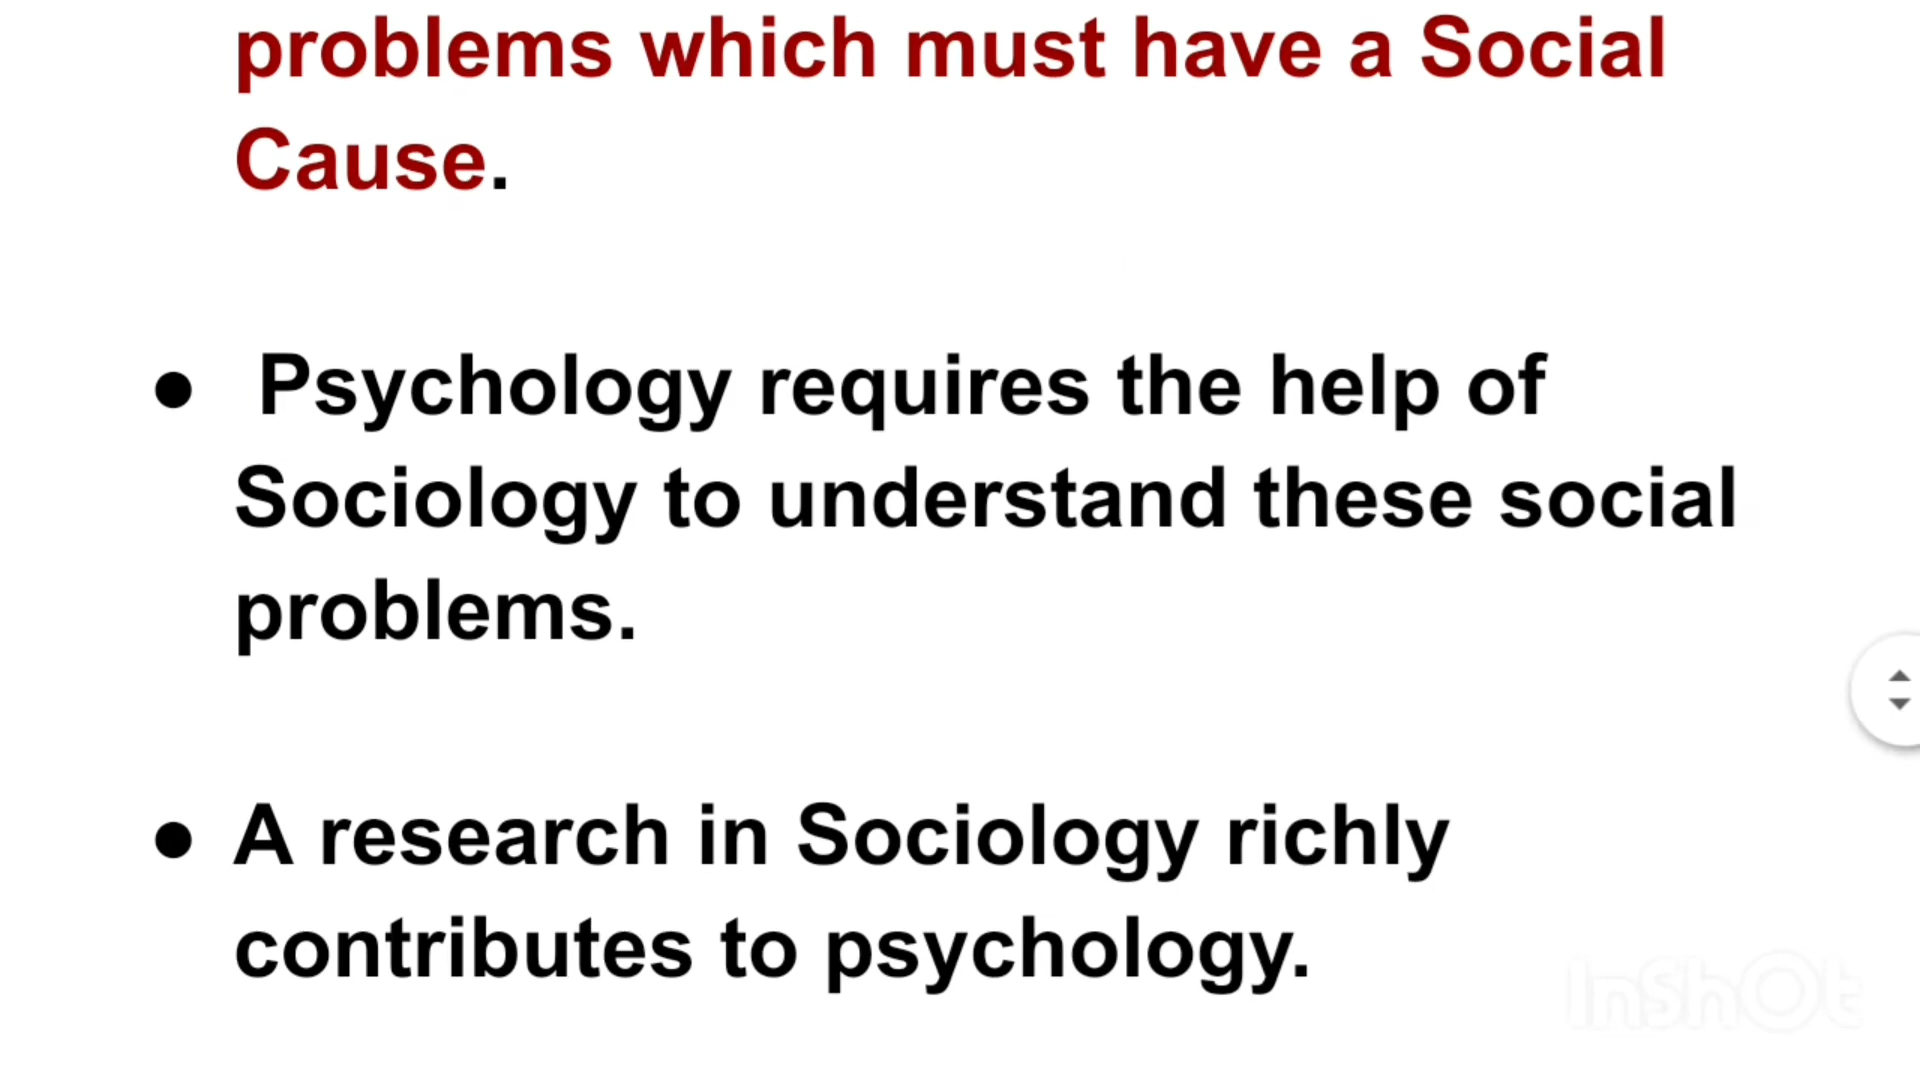 problems which must have a Social
Cause.
● Psychology requires the help of
Sociology to understand these social
problems.
● A research in Sociology richly
contributes to psychology.
InShOt